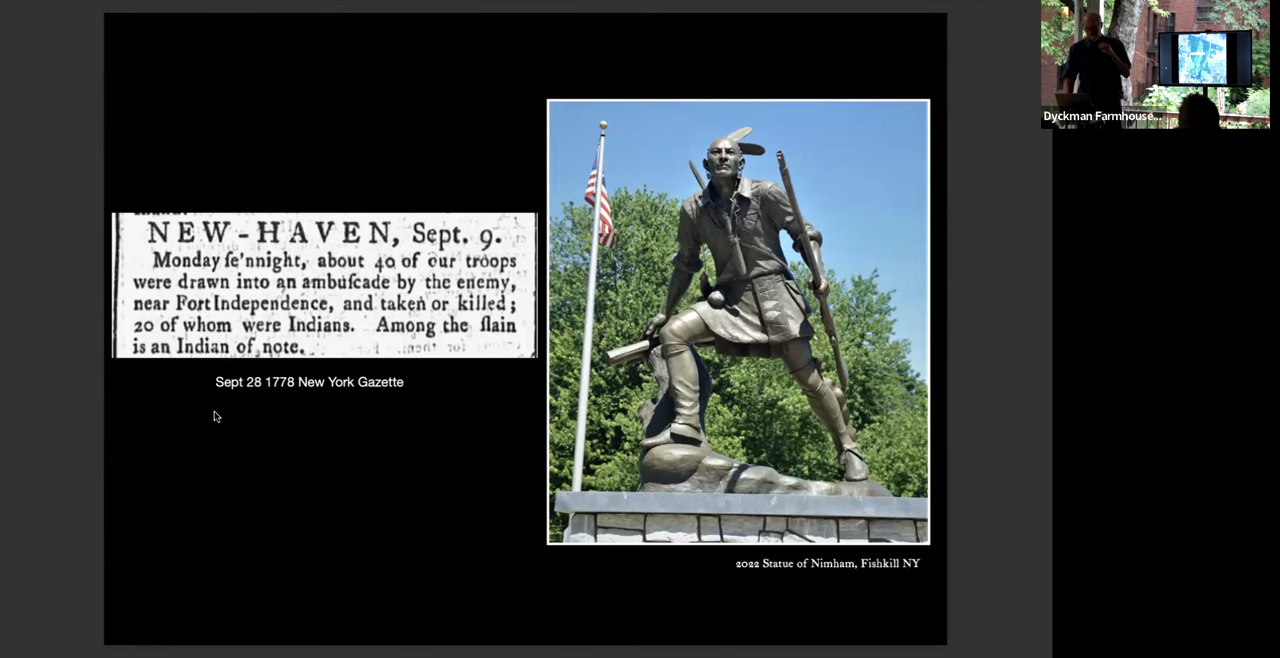 NEW-HAVEN, Sept. 9.
Monday ſe'nnight, about 40 of our troops
were drawn into an ambuſcade by the enemy,
near Fort Independence, and taken or killed;
20 of whom were Indians. Among the ſlain
is an Indian of note.
Sept 28 1778 New York Gazette
2022 Statue of Nimham, Fishkill NY
Dyckman Farmhouse...